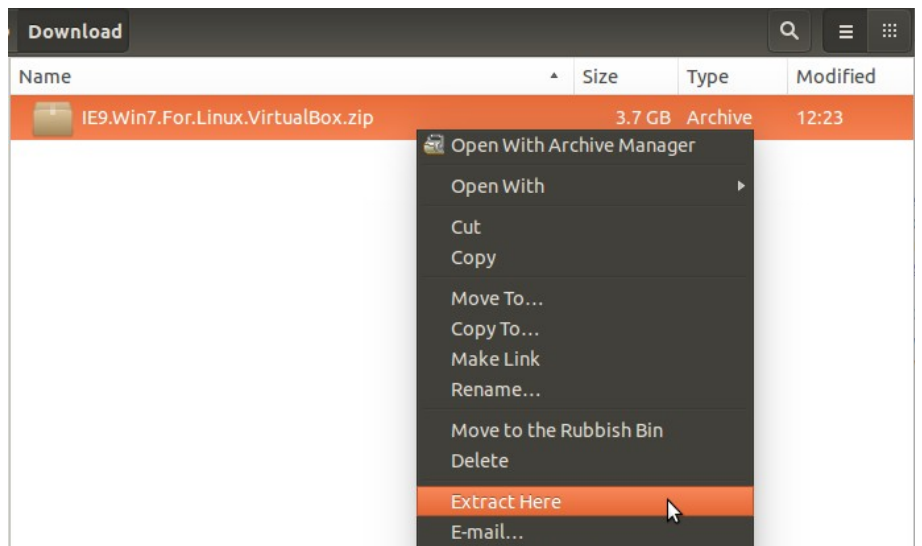 Download
Name Size Type Modified
IE9.Win7.For.Linux.VirtualBox.zip 3.7 GB Archive 12:23
Open With Archive Manager
Open With
Cut
Copy
Move To…
Copy To…
Make Link
Rename…
Move to the Rubbish Bin
Delete
Extract Here
E-mail…